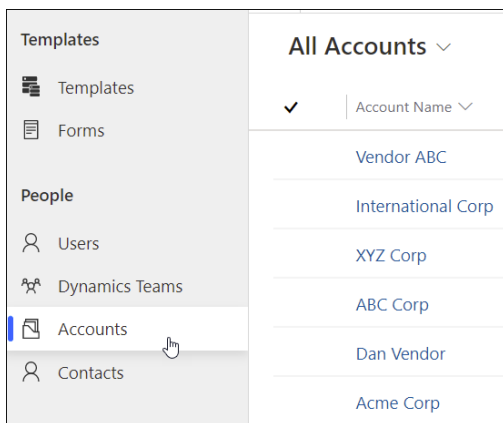 Templates
Templates
Forms
People
Users
Dynamics Teams
Accounts
Contacts
All Accounts
Account Name
Vendor ABC
International Corp
XYZ Corp
ABC Corp
Dan Vendor
Acme Corp